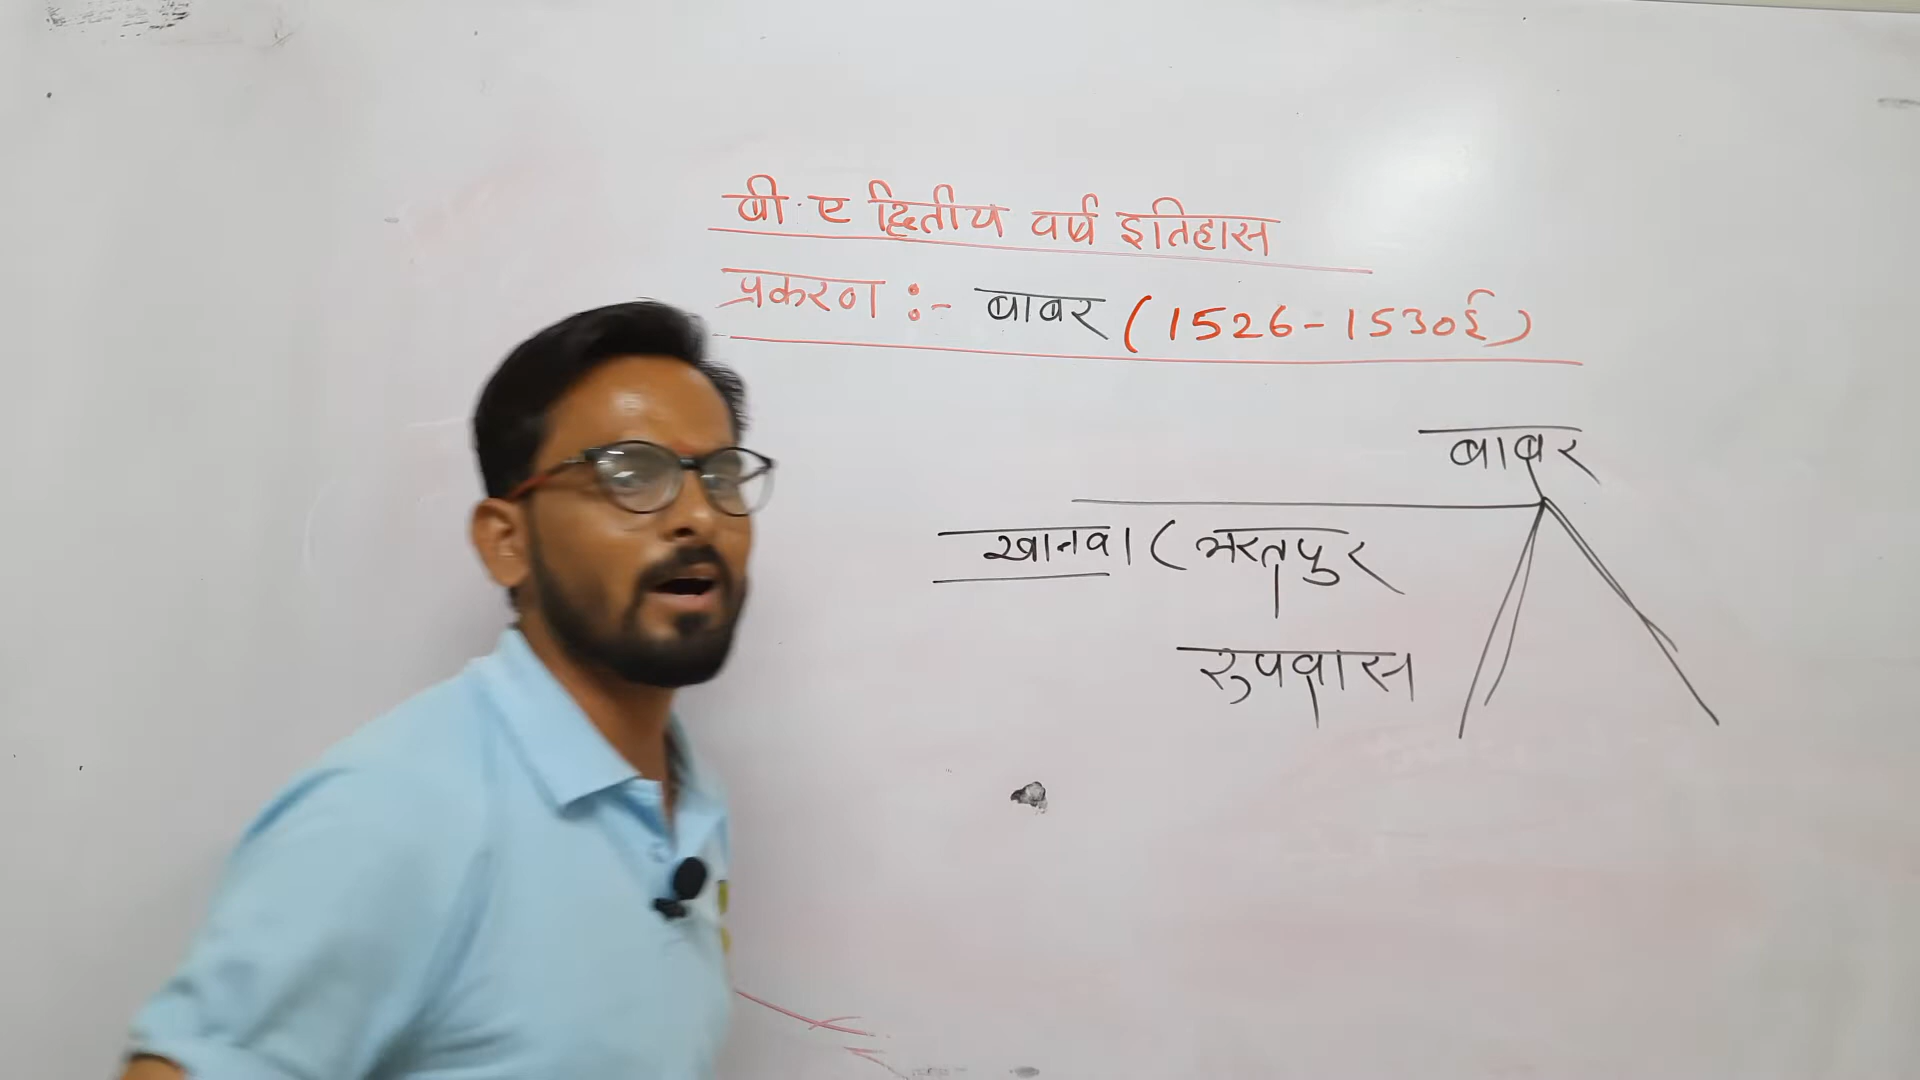 बी. ए द्वितीय वर्ष इतिहास
प्रकरण :- बाबर (1526-1530ई)
बाबर
खानवा ( भरतपुर
रुपवास